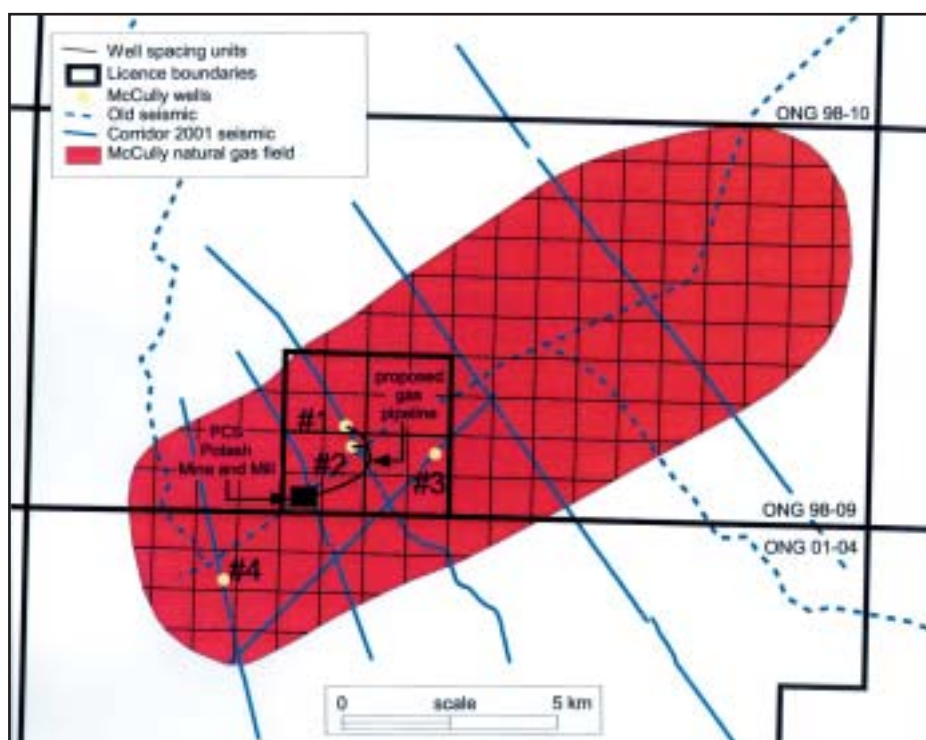 Well spacing units
Licence boundaries
McCully wells
Old seismic
Corridor 2001 seismic
McCully natural gas field
ONG 98-10
proposed
gas
pipeline
#1
PCS
Potash
Mine and Mill
#2
#3
ONG 98-09
ONG 01-04
#4
0 scale 5 km